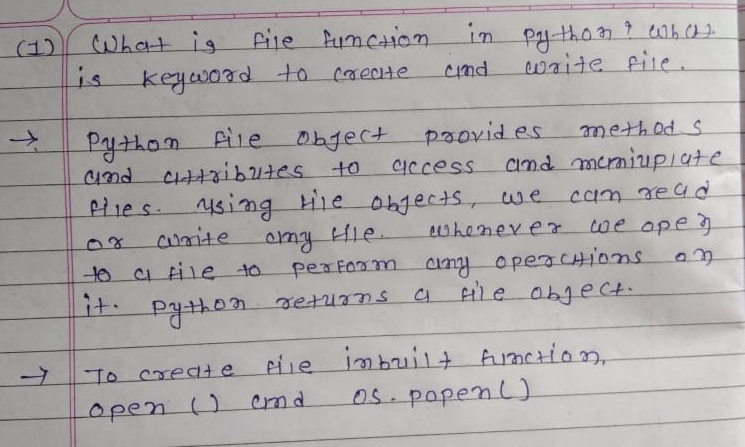 (1) What is file function in python? what
is keyword to create and write file.
→ Python file object provides methods
and attributes to access and maniuplate
files. using file objects, we can read
or write any file. whenever we open
to a file to perform any operations on
it. python returns a file object.
→ To create file inbuilt function,
open () and os. popen()